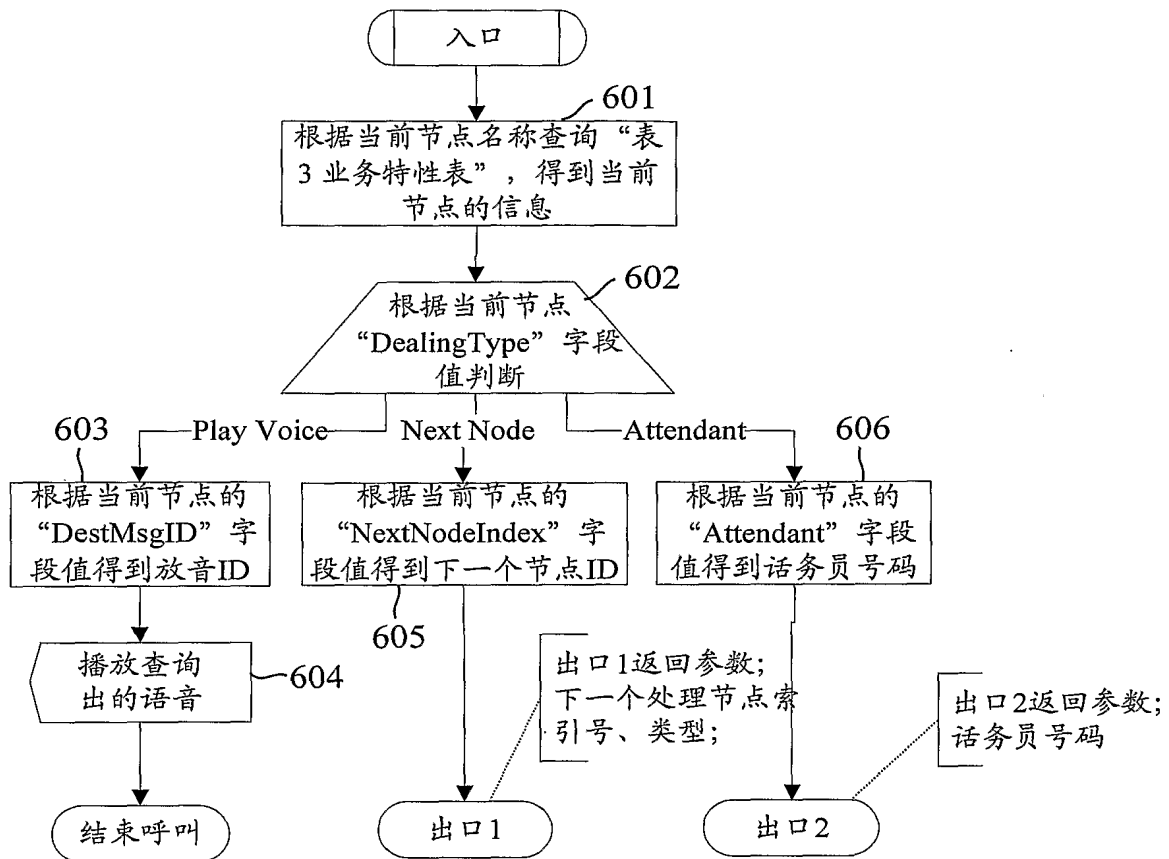 入口
601
根据当前节点名称查询“表
3 业务特性表”,得到当前
节点的信息
602
根据当前节点
“DealingType”字段
值判断
603
Play Voice
Next Node
Attendant
606
根据当前节点的
“DestMsgID”字
段值得到放音ID
根据当前节点的
“NextNodeIndex”字
段值得到下一个节点ID
根据当前节点的
“Attendant”字段
值得到话务员号码
605
播放查询
出的语音
604
出口1返回参数;
下一个处理节点索
引号、类型;
出口2返回参数;
话务员号码
结束呼叫
出口1
出口2